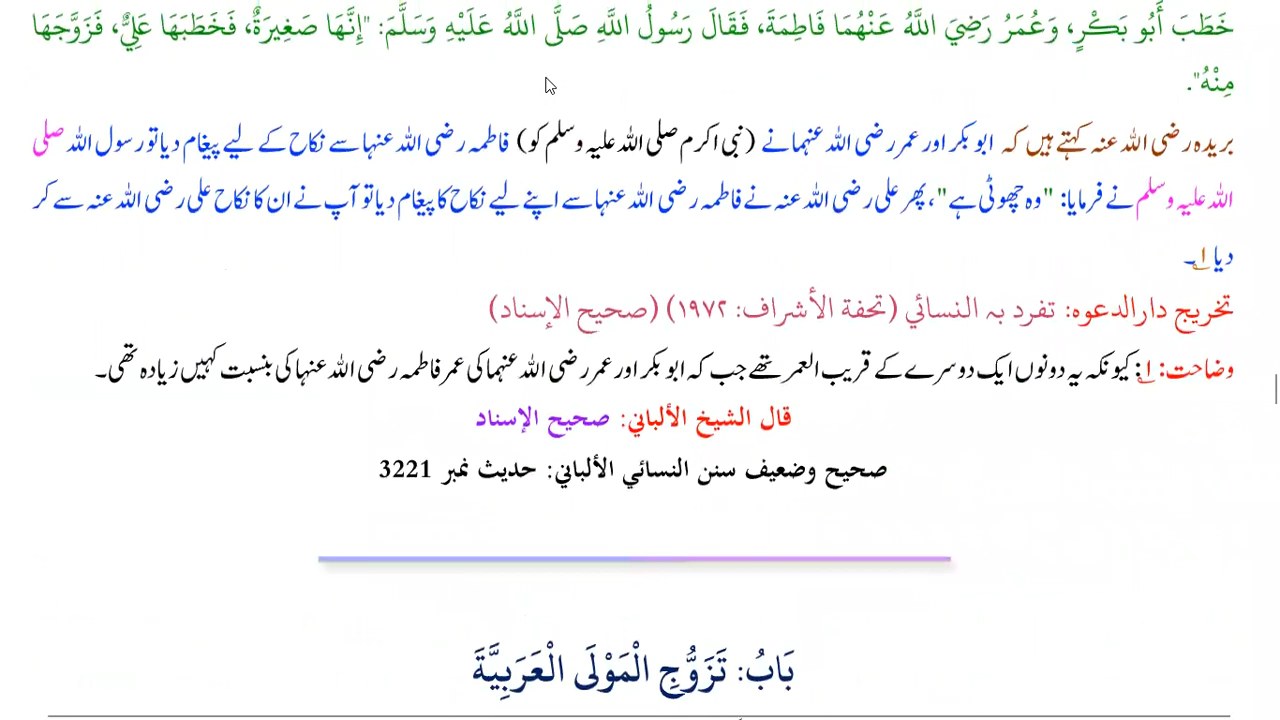 خَطَبَ أَبُو بَكْرٍ، وَعُمَرُ رَضِيَ اللَّهُ عَنْهُمَا فَاطِمَةَ، فَقَالَ رَسُولُ اللَّهِ صَلَّى اللَّهُ عَلَيْهِ وَسَلَّمَ: "إِنَّهَا صَغِيرَةٌ، فَخَطَبَهَا عَلِيٌّ، فَزَوَّجَهَا
مِنْهُ".
بریدہ رضی اللہ عنہ کہتے ہیں کہ ابوبکر اور عمر رضی اللہ عنہما نے (نبی اکرم صلی اللہ علیہ وسلم کو) فاطمہ رضی اللہ عنہا سے نکاح کے لیے پیغام دیا تو رسول اللہ صلی
اللہ علیہ وسلم نے فرمایا: "وہ چھوٹی ہے"، پھر علی رضی اللہ عنہ نے فاطمہ رضی اللہ عنہا سے اپنے لیے نکاح کا پیغام دیا تو آپ نے ان کا نکاح علی رضی اللہ عنہ سے کر
دیا ۱؎۔
تخریج دارالدعوہ: تفرد بہ النسائي (تحفة الأشراف: ۱۹۷۲) (صحیح الإسناد)
وضاحت: ۱؎: کیونکہ یہ دونوں ایک دوسرے کے قریب العمر تھے جب کہ ابوبکر اور عمر رضی اللہ عنہما کی عمر فاطمہ رضی اللہ عنہا کی بنسبت کہیں زیادہ تھی۔
قال الشيخ الألباني: صحيح الإسناد
صحيح وضعيف سنن النسائي الألباني: حديث نمبر 3221
بَابُ: تَزَوُّجِ الْمَوْلَى الْعَرَبِيَّةَ